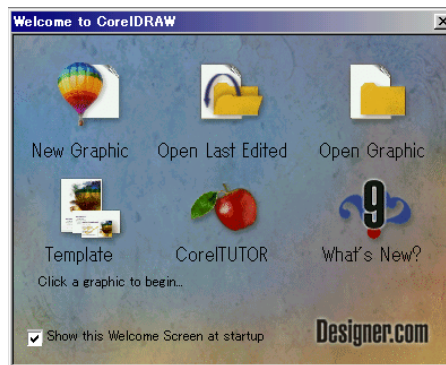 Welcome to CorelDRAW
New Graphic
Open Last Edited
Open Graphic
9
Template
CorelTUTOR
What's New?
Click a graphic to begin...
Show this Welcome Screen at startup
Designer.com